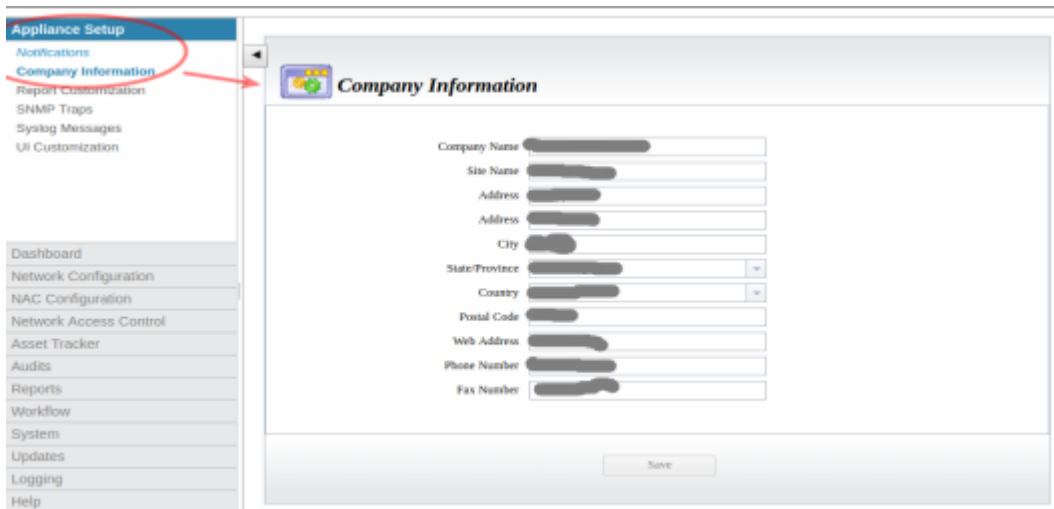 Appliance Setup
Notifications
Company Information
Report Customization
SNMP Traps
Syslog Messages
UI Customization
Dashboard
Network Configuration
NAC Configuration
Network Access Control
Asset Tracker
Audits
Reports
Workflow
System
Updates
Logging
Help
Company Information
Company Name
Site Name
Address
Address
City
State/Province
Country
Postal Code
Web Address
Phone Number
Fax Number
Save